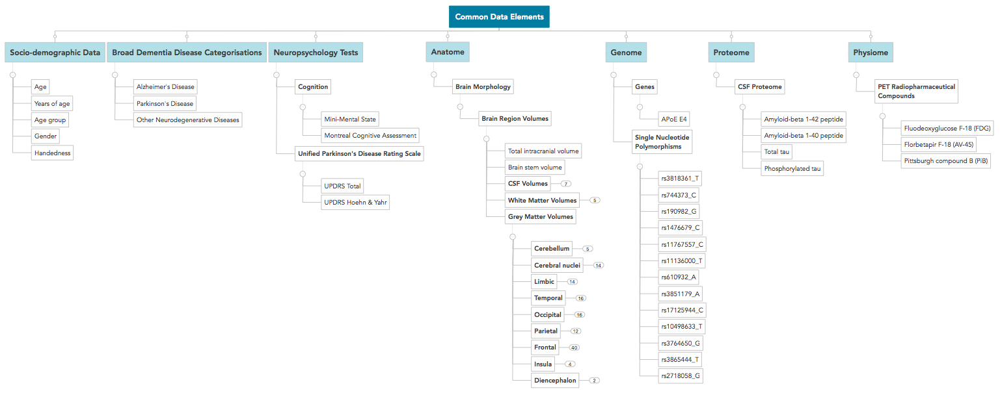 Common Data Elements
Socio-demographic Data
Age
Years of age
Age group
Gender
Handedness
Broad Dementia Disease Categorisations
Alzheimer's Disease
Parkinson's Disease
Other Neurodegenerative Diseases
Neuropsychology Tests
Cognition
Mini-Mental State
Montreal Cognitive Assessment
Unified Parkinson's Disease Rating Scale
UPDRS Total
UPDRS Hoehn & Yahr
Anatome
Brain Morphology
Brain Region Volumes
Total intracranial volume
Brain stem volume
CSF Volumes 7
White Matter Volumes 5
Grey Matter Volumes
Cerebellum 5
Cerebral nuclei 14
Limbic 14
Temporal 16
Occipital 16
Parietal 12
Frontal 40
Insula 4
Diencephalon 2
Genome
Genes
APoE E4
Single Nucleotide
Polymorphisms
rs3818361_T
rs744373_C
rs190982_G
rs1476679_C
rs11767557_C
rs11136000_T
rs610932_A
rs3851179_A
rs17125944_C
rs10498633_T
rs3764650_G
rs3865444_T
rs2718058_G
Proteome
CSF Proteome
Amyloid-beta 1-42 peptide
Amyloid-beta 1-40 peptide
Total tau
Phosphorylated tau
Physiome
PET Radiopharmaceutical
Compounds
Fluodeoxyglucose F-18 (FDG)
Florbetapir F-18 (AV-45)
Pittsburgh compound B (PiB)